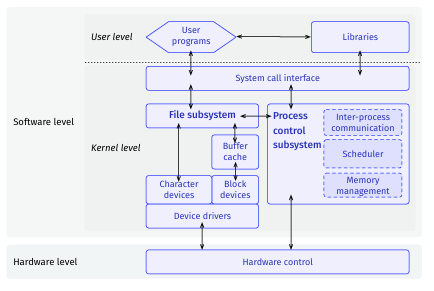 User level
User
programs
Libraries
System call interface
Software level
Kernel level
File subsystem
Buffer
cache
Character
devices
Block
devices
Device drivers
Process
control
subsystem
Inter-process
communication
Scheduler
Memory
management
Hardware level
Hardware control